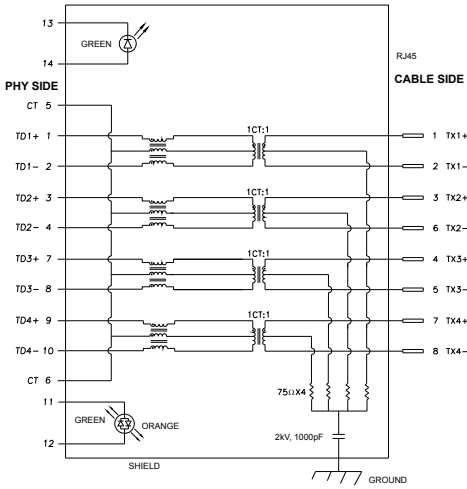 13
GREEN
14
RJ45
PHY SIDE
CABLE SIDE
CT 5
TD1+ 1
1CT:1
1 TX1+
TD1- 2
2 TX1-
TD2+ 3
1CT:1
3 TX2+
TD2- 4
6 TX2-
TD3+ 7
1CT:1
4 TX3+
TD3- 8
5 TX3-
TD4+ 9
1CT:1
7 TX4+
TD4- 10
8 TX4-
CT 6
75ΩX4
11
GREEN
ORANGE
12
2kV, 1000pF
SHIELD
GROUND